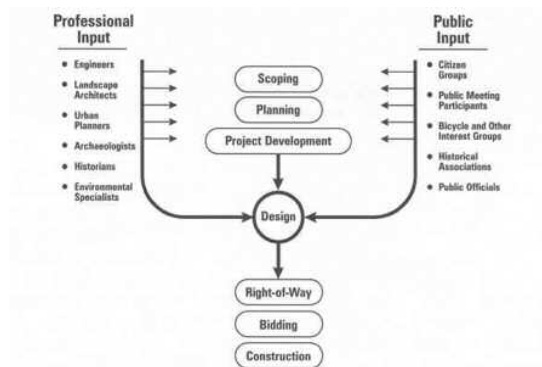 Professional
Input
• Engineers
• Landscape
Architects
• Urban
Planners
• Archaeologists
• Historians
• Environmental
Specialists
Scoping
Planning
Project Development
Design
Right-of-Way
Bidding
Construction
Public
Input
• Citizen
Groups
• Public Meeting
Participants
• Bicycle and Other
Interest Groups
• Historical
Associations
• Public Officials